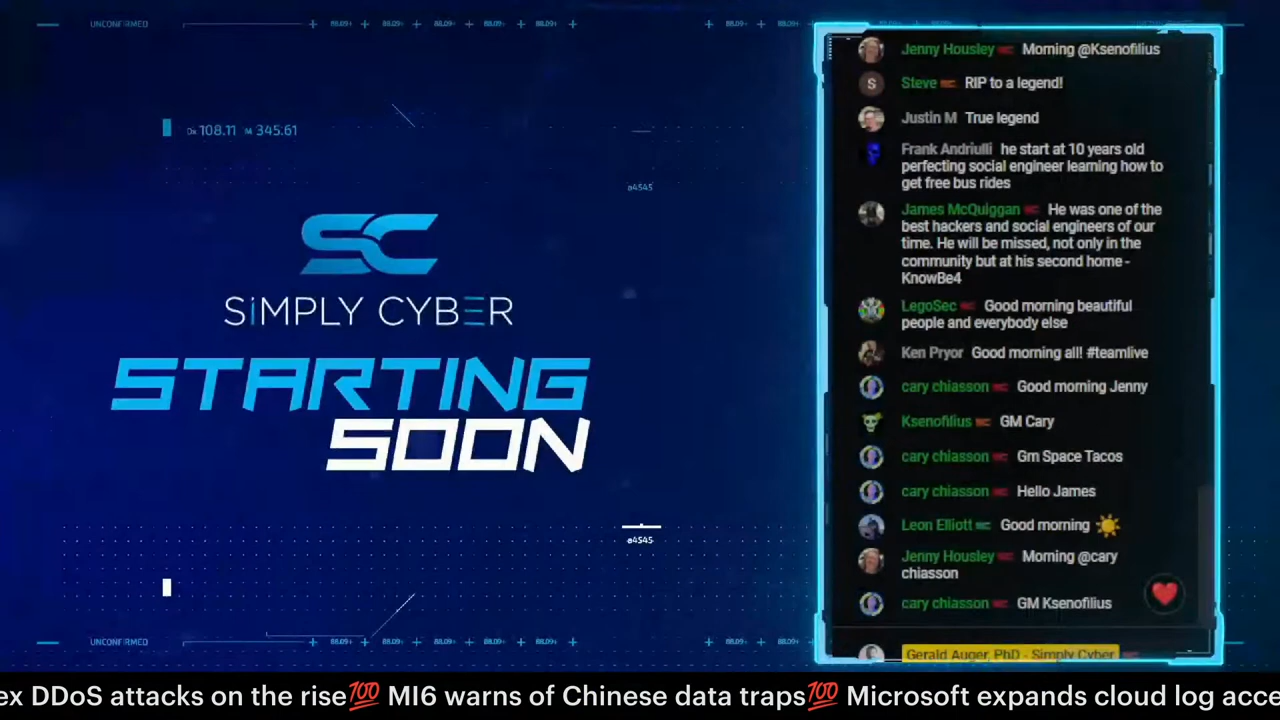 UNCONFIRMED
Dx 108.11 M 345.61
a4545
SC
SiMPLY CYBER
STARTING
SOON
a4545
UNCONFIRMED
Jenny Housley Morning @Ksenofilius
S Steve RIP to a legend!
Justin M True legend
Frank Andriulli he start at 10 years old
perfecting social engineer learning how to
get free bus rides
James McQuiggan He was one of the
best hackers and social engineers of our
time. He will be missed, not only in the
community but at his second home -
KnowBe4
LegoSec Good morning beautiful
people and everybody else
Ken Pryor Good morning all! #teamlive
cary chiasson Good morning Jenny
Ksenofilius GM Cary
cary chiasson Gm Space Tacos
cary chiasson Hello James
Leon Elliott Good morning ☀️
Jenny Housley Morning @cary
chiasson
cary chiasson GM Ksenofilius
Gerald Auger, PhD - Simply Cyber
ex DDoS attacks on the rise💯 MI6 warns of Chinese data traps💯 Microsoft expands cloud log acce